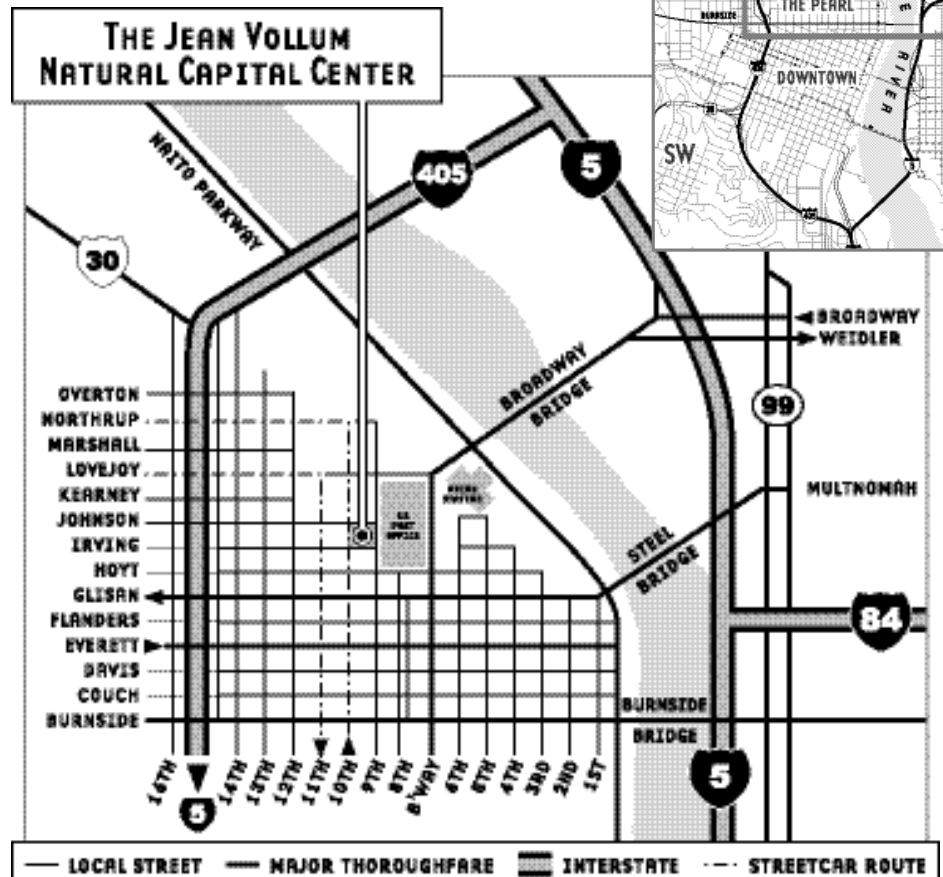 THE JEAN VOLLUM
NATURAL CAPITAL CENTER
THE PEARL
BURNSIDE
DOWNTOWN
RIVER
SW
NAITO PARKWAY
405
5
30
BROADWAY
WEIDLER
BROADWAY
BRIDGE
99
OVERTON
NORTHRUP
MARSHALL
LOVEJOY
KEARNEY
JOHNSON
IRVING
HOYT
GLISAN
FLANDERS
EVERETT
DAVIS
COUCH
BURNSIDE
US
POST
OFFICE
MULTNOMAH
STEEL
BRIDGE
84
BURNSIDE
BRIDGE
5
16TH
5
14TH
13TH
12TH
11TH
10TH
9TH
8TH
B'WAY
6TH
5TH
4TH
3RD
2ND
1ST
LOCAL STREET MAJOR THOROUGHFARE INTERSTATE STREETCAR ROUTE